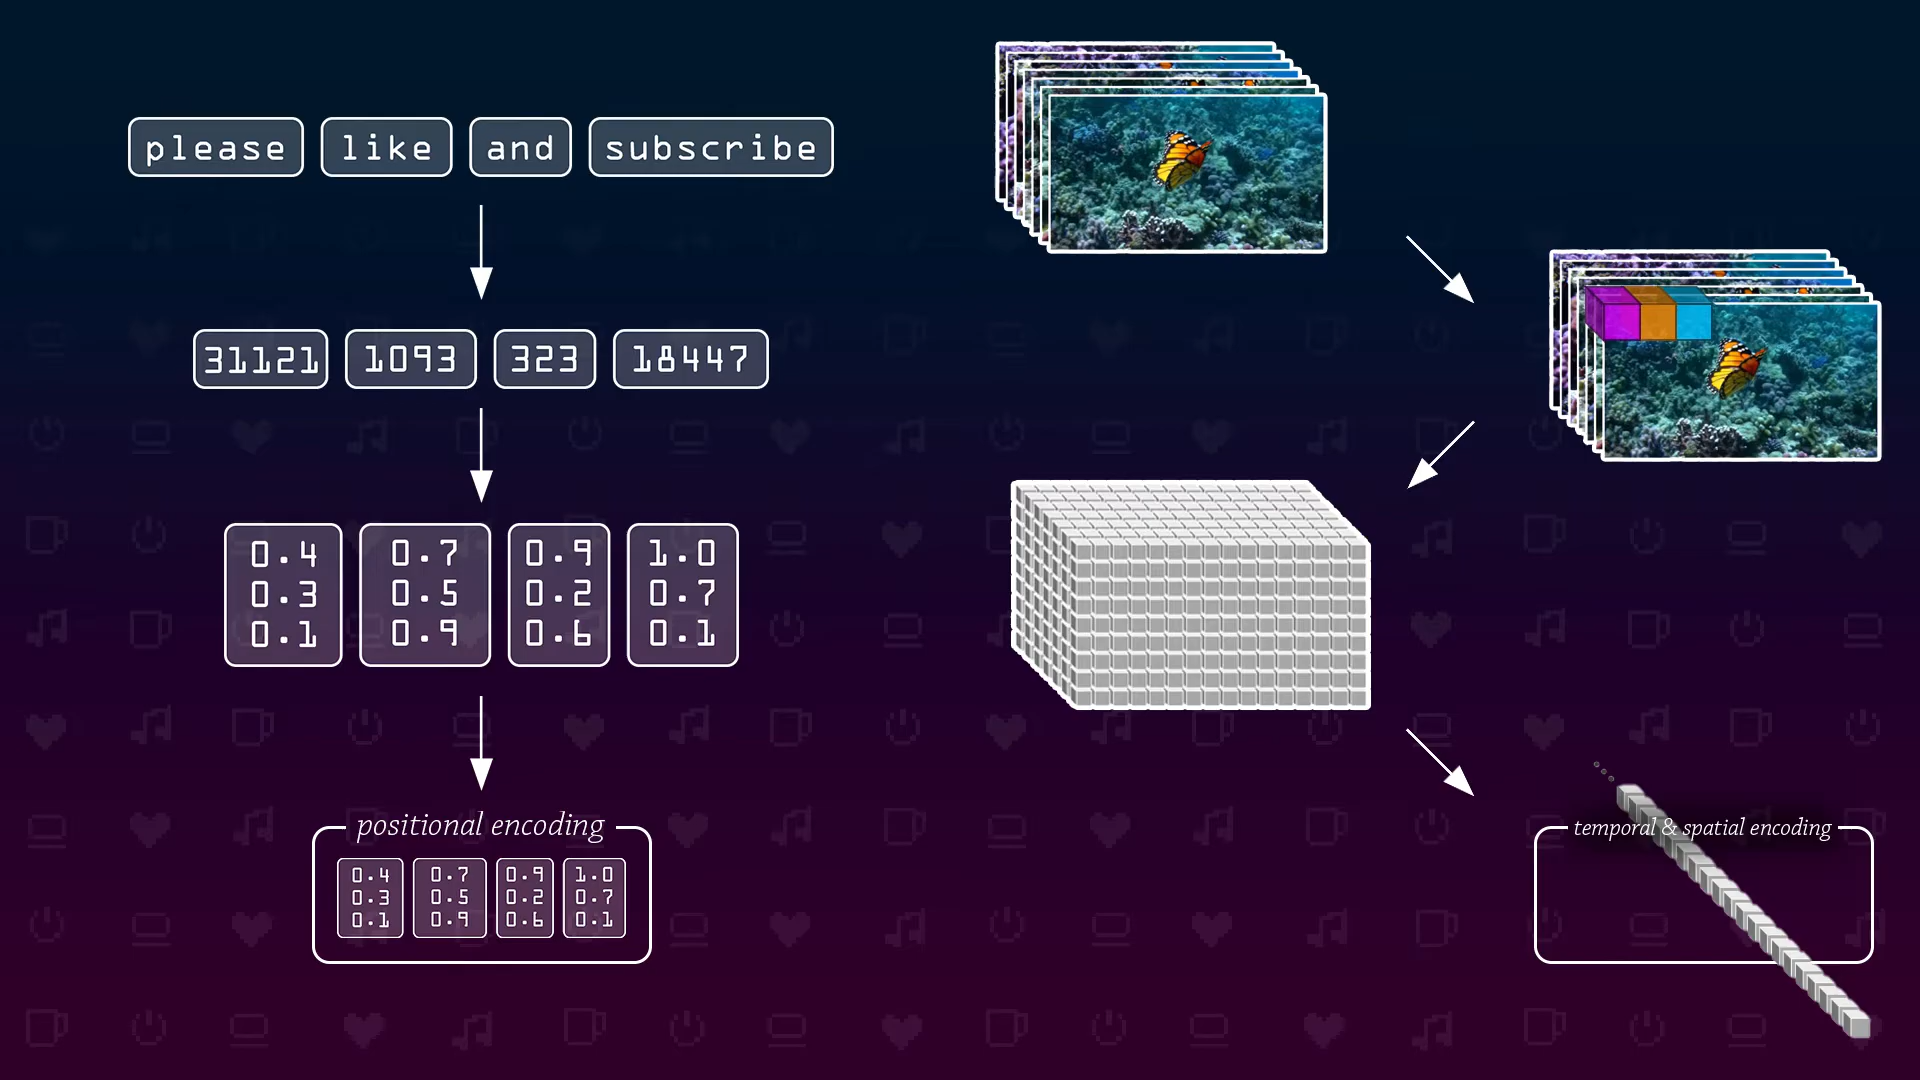 please like and subscribe
31121 1093 323 18447
0.4 0.7 0.9 1.0
0.3 0.5 0.2 0.7
0.1 0.9 0.6 0.1
positional encoding
0.4 0.7 0.9 1.0
0.3 0.5 0.2 0.7
0.1 0.9 0.6 0.1
temporal & spatial encoding